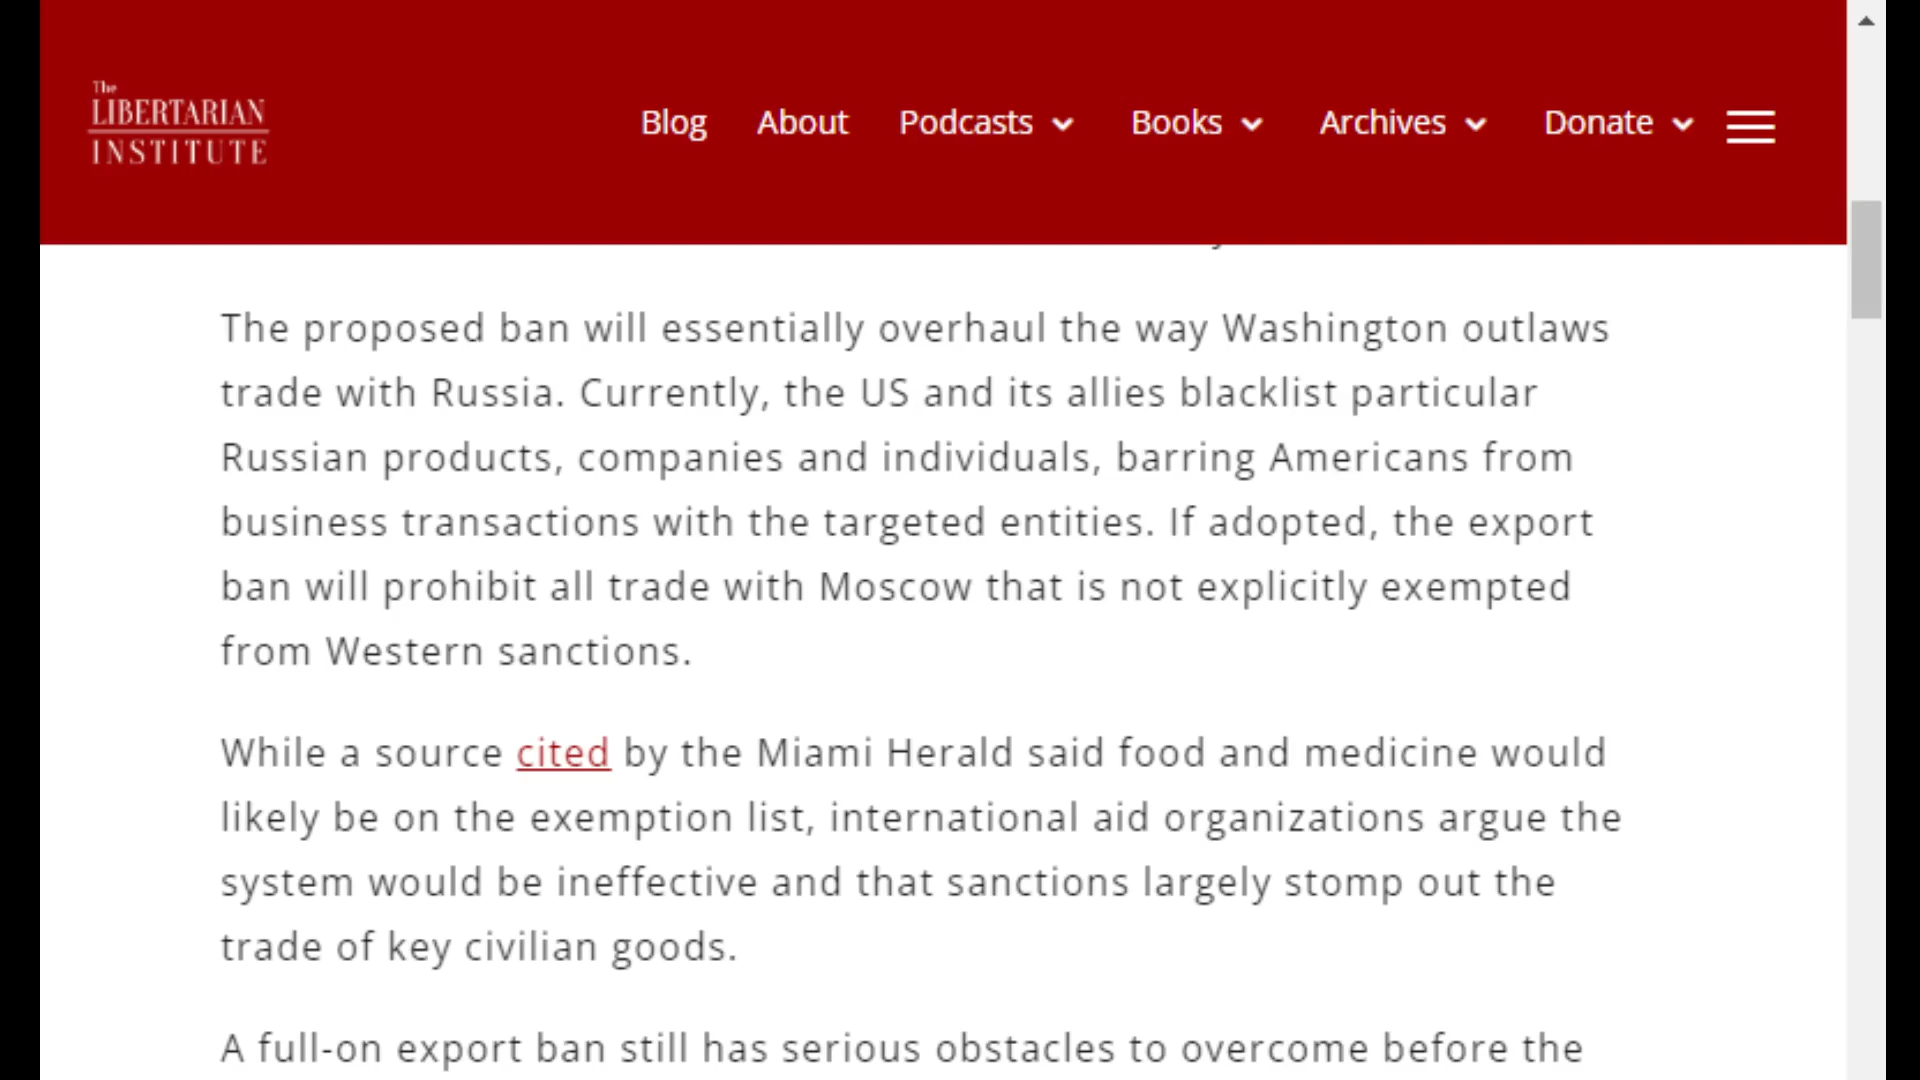 The
LIBERTARIAN
INSTITUTE
Blog About Podcasts Books Archives Donate
The proposed ban will essentially overhaul the way Washington outlaws
trade with Russia. Currently, the US and its allies blacklist particular
Russian products, companies and individuals, barring Americans from
business transactions with the targeted entities. If adopted, the export
ban will prohibit all trade with Moscow that is not explicitly exempted
from Western sanctions.
While a source cited by the Miami Herald said food and medicine would
likely be on the exemption list, international aid organizations argue the
system would be ineffective and that sanctions largely stomp out the
trade of key civilian goods.
A full-on export ban still has serious obstacles to overcome before the